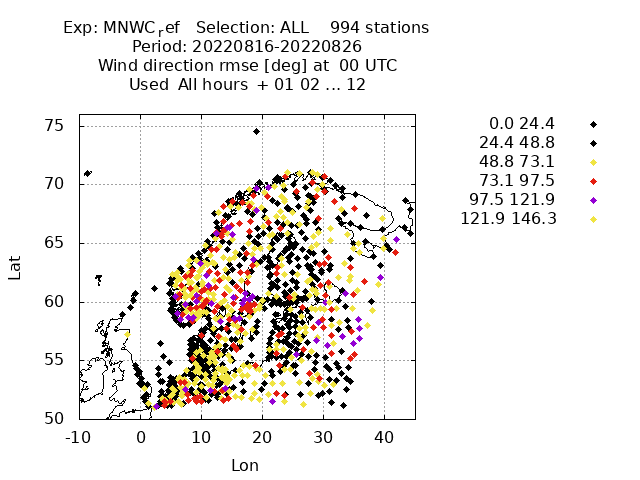 Exp: MNWCref   Selection: ALL    994 stations
Period: 20220816-20220826
Wind direction rmse [deg] at  00 UTC
Used  All hours  + 01 02 ... 12
0.0 24.4
24.4 48.8
48.8 73.1
73.1 97.5
97.5 121.9
121.9 146.3
75
70
65
60
55
50
Lat
-10 0 10 20 30 40
Lon